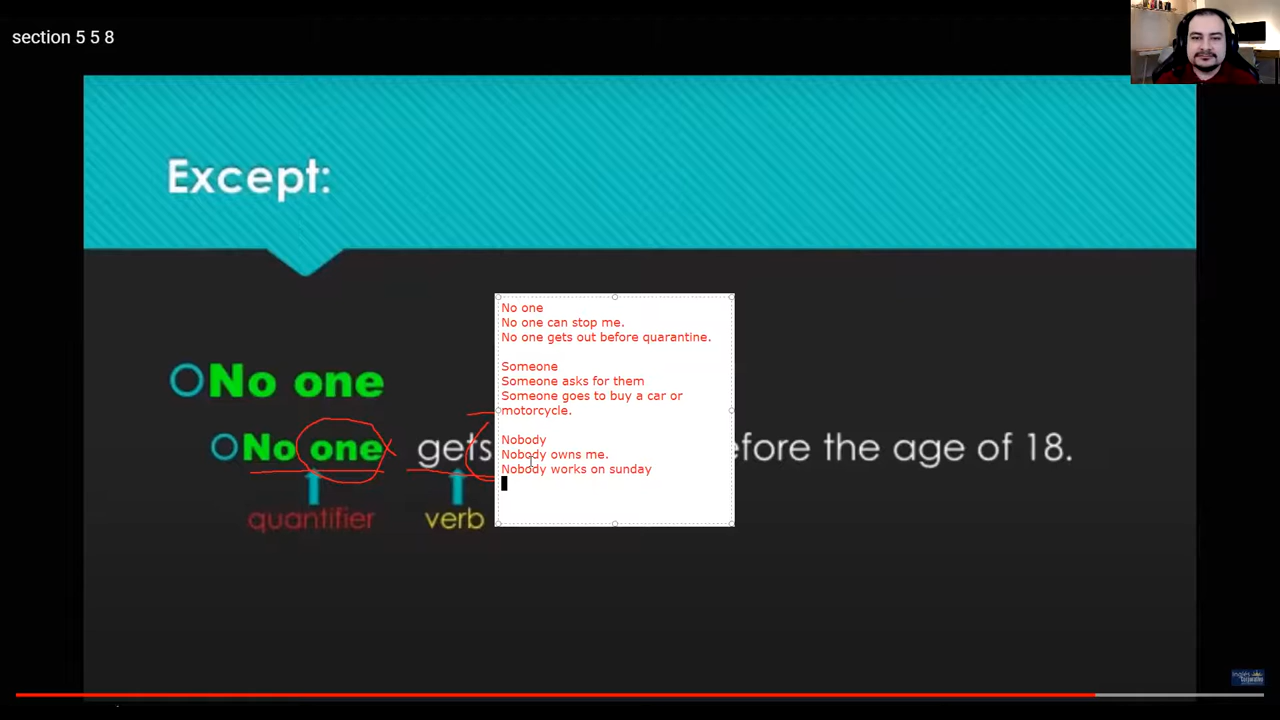 section 5 5 8
Except:
No one
No one gets
efore the age of 18.
quantifier
verb
No one
No one can stop me.
No one gets out before quarantine.
Someone
Someone asks for them
Someone goes to buy a car or
motorcycle.
Nobody
Nobody owns me.
Nobody works on sunday